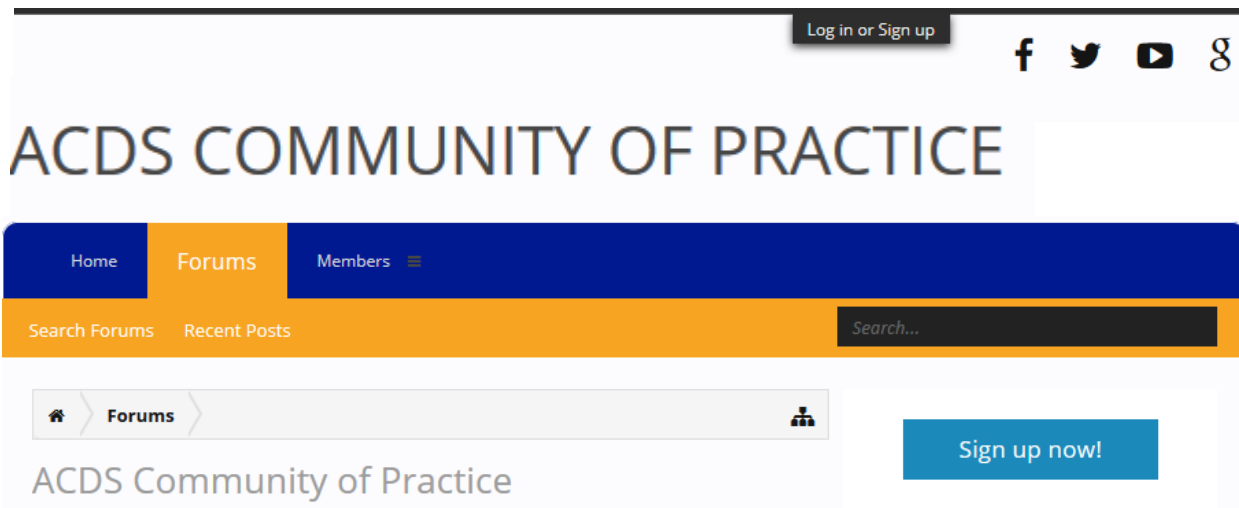 Log in or Sign up
ACDS COMMUNITY OF PRACTICE
Home Forums Members
Search Forums Recent Posts Search...
Forums
Sign up now!
ACDS Community of Practice